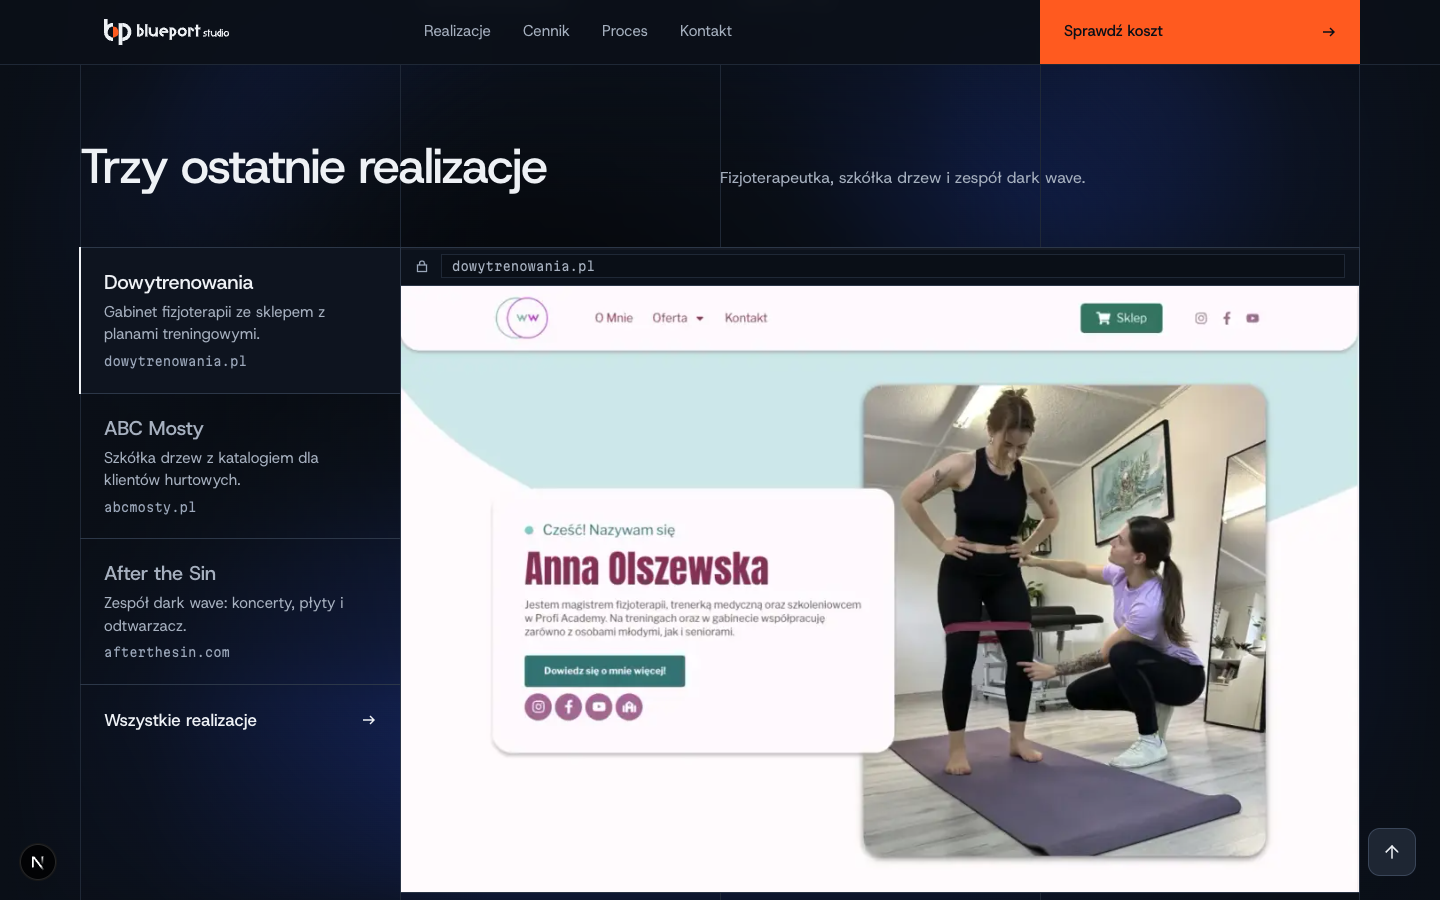 blueport studio
Realizacje
Cennik
Proces
Kontakt
Sprawdź koszt
Trzy ostatnie realizacje
Fizjoterapeutka, szkółka drzew i zespół dark wave.
Dowytrenowania
Gabinet fizjoterapii ze sklepem z
planami treningowymi.
dowytrenowania.pl
ABC Mosty
Szkółka drzew z katalogiem dla
klientów hurtowych.
abcmosty.pl
After the Sin
Zespół dark wave: koncerty, płyty i
odtwarzacz.
afterthesin.com
Wszystkie realizacje
dowytrenowania.pl
ww
O Mnie
Oferta
Kontakt
Sklep
Cześć! Nazywam się
Anna Olszewska
Jestem magistrem fizjoterapii, trenerką medyczną oraz szkoleniowcem
w Profi Academy. Na treningach oraz w gabinecie współpracuję
zarówno z osobami młodymi, jak i seniorami.
Dowiedz się o mnie więcej!
N